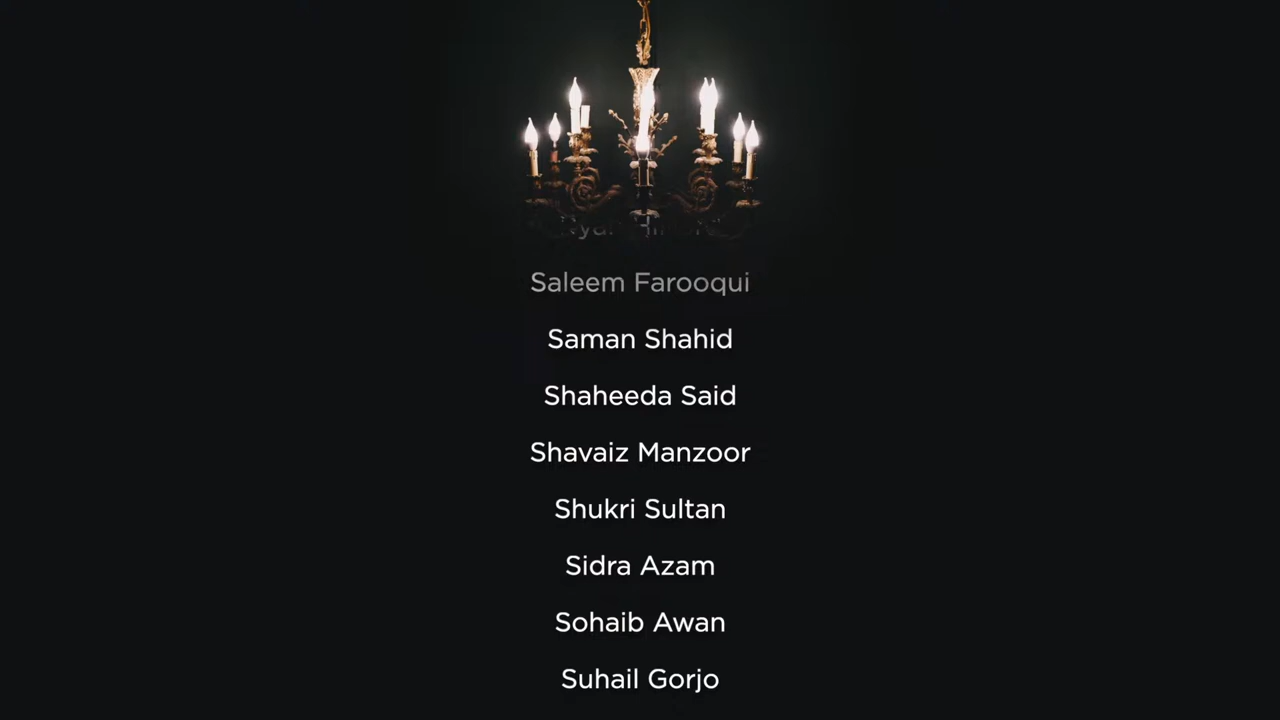 Saleem Farooqui
Saman Shahid
Shaheeda Said
Shavaiz Manzoor
Shukri Sultan
Sidra Azam
Sohaib Awan
Suhail Gorjo